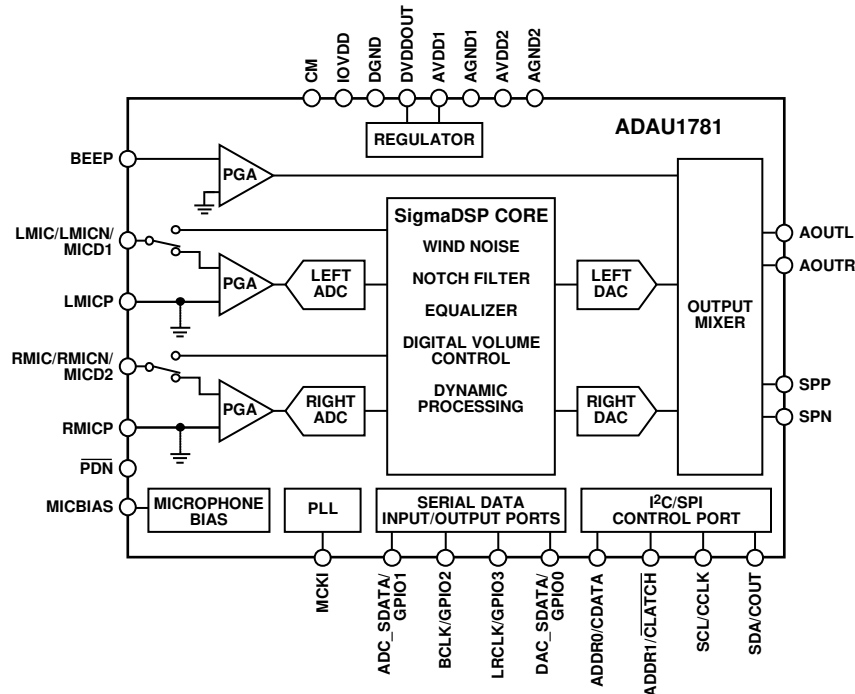 CM
IOVDD
DGND
DVDDOUT
AVDD1
AGND1
AVDD2
AGND2
REGULATOR
ADAU1781
BEEP
PGA
LMIC/LMICN/
MICD1
PGA
LEFT
ADC
LMICP
RMIC/RMICN/
MICD2
PGA
RIGHT
ADC
RMICP
PDN
MICBIAS
MICROPHONE
BIAS
SigmaDSP CORE
WIND NOISE
NOTCH FILTER
EQUALIZER
DIGITAL VOLUME
CONTROL
DYNAMIC
PROCESSING
LEFT
DAC
RIGHT
DAC
OUTPUT
MIXER
AOUTL
AOUTR
SPP
SPN
PLL
SERIAL DATA
INPUT/OUTPUT PORTS
I²C/SPI
CONTROL PORT
MCKI
ADC_SDATA/
GPIO1
BCLK/GPIO2
LRCLK/GPIO3
DAC_SDATA/
GPIO0
ADDR0/CDATA
ADDR1/CLATCH
SCL/CCLK
SDA/COUT